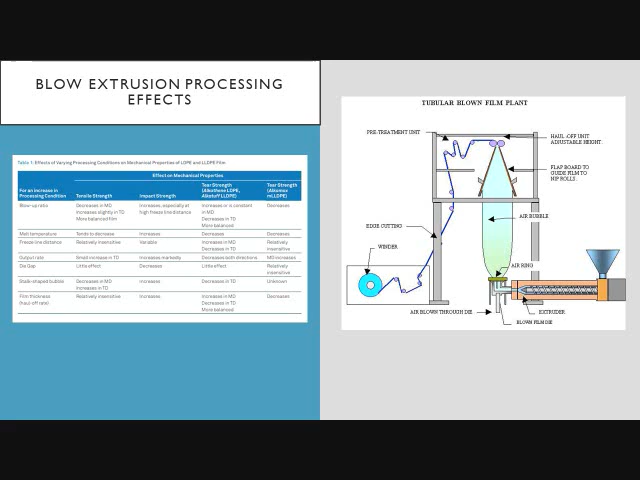 BLOW EXTRUSION PROCESSING
EFFECTS
Table 1. Effects of Varying Processing Conditions on Mechanical Properties of LDPE and LLDPE Film
Effect on Mechanical Properties
For an Increase in Processing Condition
Tensile Strength
Impact Strength
Tear Strength (Alkathene LDPE, Alkatuff LLDPE)
Tear Strength (Alkamax mLLDPE)
Blow-up ratio
Decreases in MD
Increases slightly in TD
More balanced film
Increases, especially at high freeze line distance
Increases or is constant in MD
Decreases in TD
More balanced
Decreases
Melt temperature
Tends to decrease
Increases
Decreases
Decreases
Freeze line distance
Relatively insensitive
Variable
Increases in MD
Decreases in TD
Relatively insensitive
Output rate
Small increase in TD
Increases markedly
Decreases both directions
MD increases
Die Gap
Little effect
Decreases
Little effect
Relatively insensitive
Stalk-shaped bubble
Decreases in MD
Increases in TD
Increases
Decreases in TD
Unknown
Film thickness (haul-off rate)
Relatively insensitive
Increases
Increases in MD
Decreases in TD
More balanced
Decreases
TUBULAR BLOWN FILM PLANT
PRE-TREATMENT UNIT
HAUL-OFF UNIT
ADJUSTABLE HEIGHT.
FLAP BOARD TO
GUIDE FILM TO
NIP ROLLS.
AIR BUBBLE
EDGE CUTTING
WINDER
AIR RING
AIR BLOWN THROUGH DIE
EXTRUDER
BLOWN FILM DIE